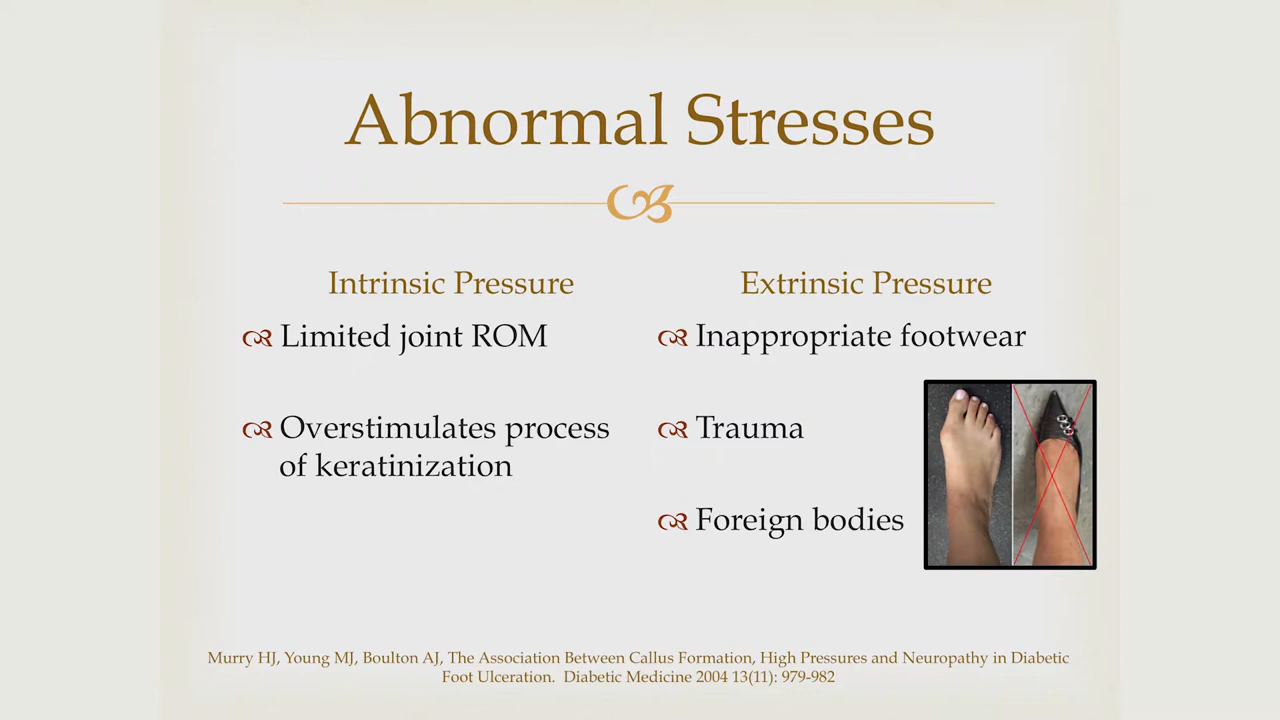 Abnormal Stresses
Intrinsic Pressure
Limited joint ROM
Overstimulates process
of keratinization
Extrinsic Pressure
Inappropriate footwear
Trauma
Foreign bodies
Murry HJ, Young MJ, Boulton AJ, The Association Between Callus Formation, High Pressures and Neuropathy in Diabetic
Foot Ulceration. Diabetic Medicine 2004 13(11): 979-982